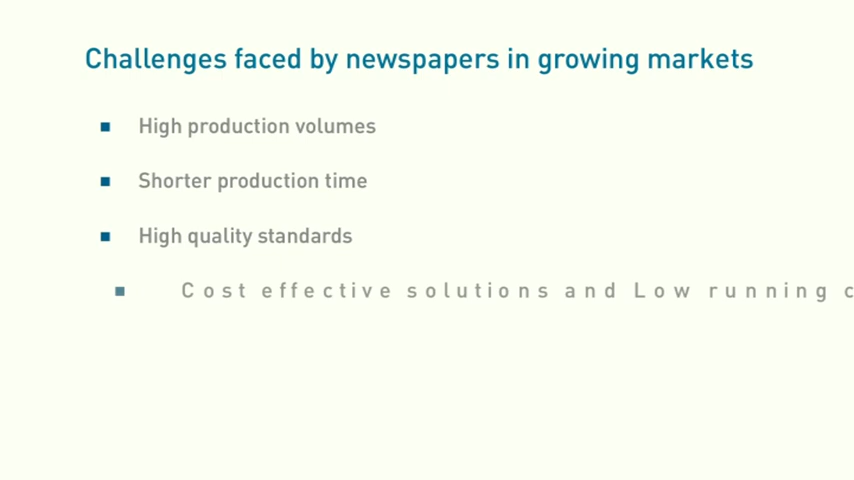 Challenges faced by newspapers in growing markets
High production volumes
Shorter production time
High quality standards
Cost effective solutions and Low running